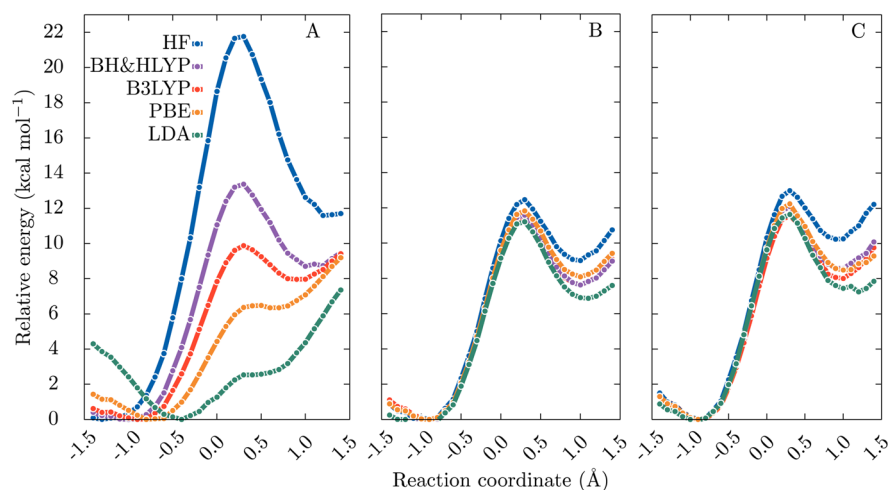 A
B
C
HF
BH&HLYP
B3LYP
PBE
LDA
Relative energy (kcal mol⁻¹)
22
20
18
16
14
12
10
8
6
4
2
0
-1.5 -1.0 -0.5 0.0 0.5 1.0 1.5
-1.5 -1.0 -0.5 0.0 0.5 1.0 1.5
-1.5 -1.0 -0.5 0.0 0.5 1.0 1.5
Reaction coordinate (Å)